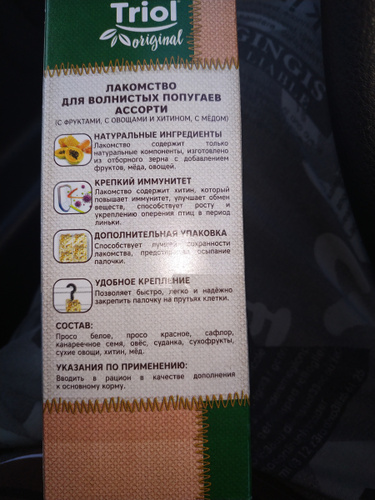 Triol
original
ЛАКОМСТВО
ДЛЯ ВОЛНИСТЫХ ПОПУГАЕВ
АССОРТИ
(С ФРУКТАМИ, С ОВОЩАМИ И ХИТИНОМ, С МЁДОМ)
НАТУРАЛЬНЫЕ ИНГРЕДИЕНТЫ
Лакомство содержит только
натуральные компоненты, изготовлено
из отборного зерна с добавлением
фруктов, мёда, овощей.
КРЕПКИЙ ИММУНИТЕТ
Лакомство содержит хитин, который
повышает иммунитет, улучшает обмен
веществ, способствует росту и
укреплению оперения птиц в период
линьки.
ДОПОЛНИТЕЛЬНАЯ УПАКОВКА
Способствует лучшей сохранности
лакомства, предотвращая осыпание
палочки.
УДОБНОЕ КРЕПЛЕНИЕ
Позволяет быстро, легко и надёжно
закрепить палочку на прутьях клетки.
СОСТАВ:
Просо белое, просо красное, сафлор,
канареечное семя, овёс, суданка, сухофрукты,
сухие овощи, хитин, мёд.
УКАЗАНИЯ ПО ПРИМЕНЕНИЮ:
Вводить в рацион в качестве дополнения
к основному корму.